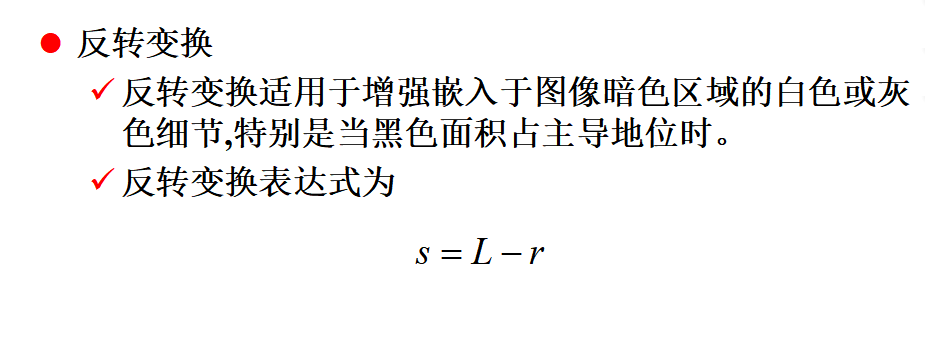 反转变换
反转变换适用于增强嵌入于图像暗色区域的白色或灰
色细节,特别是当黑色面积占主导地位时。
反转变换表达式为
s = L − r